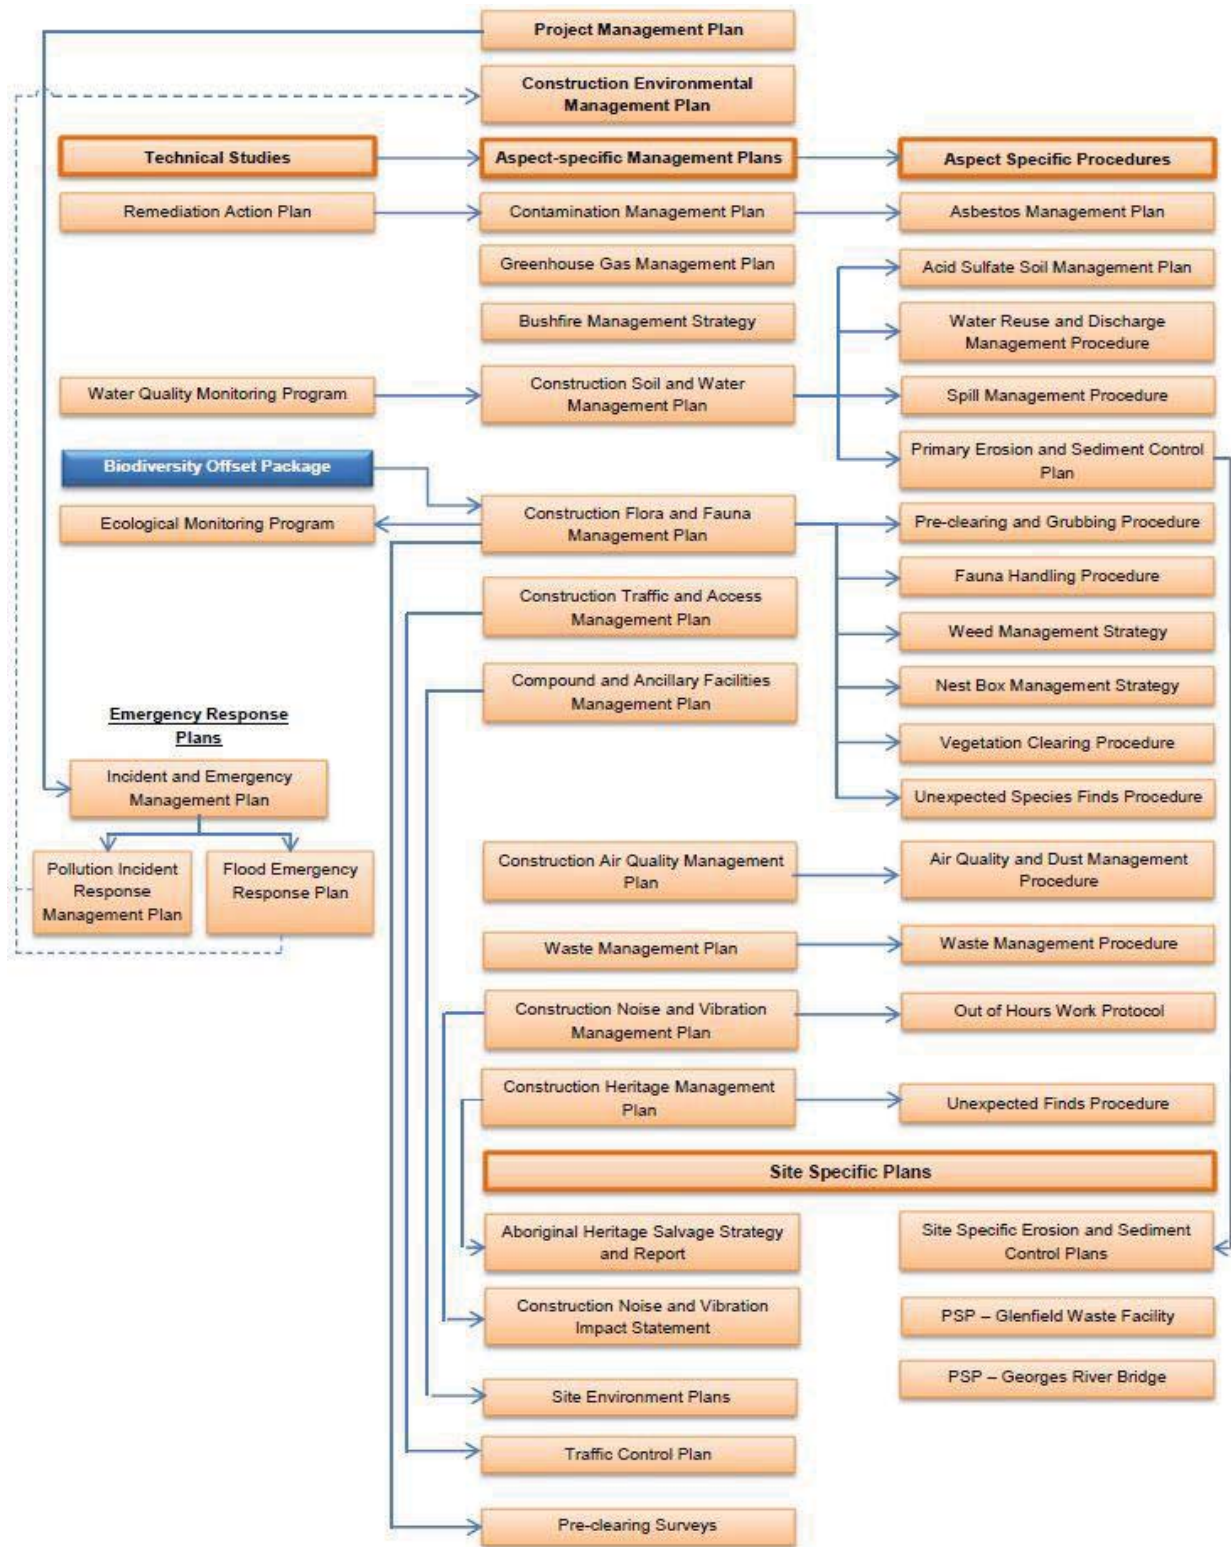 Project Management Plan
Construction Environmental
Management Plan
Technical Studies
Aspect-specific Management Plans
Aspect Specific Procedures
Remediation Action Plan
Contamination Management Plan
Asbestos Management Plan
Greenhouse Gas Management Plan
Acid Sulfate Soil Management Plan
Bushfire Management Strategy
Water Reuse and Discharge
Management Procedure
Water Quality Monitoring Program
Construction Soil and Water
Management Plan
Spill Management Procedure
Biodiversity Offset Package
Primary Erosion and Sediment Control
Plan
Ecological Monitoring Program
Construction Flora and Fauna
Management Plan
Pre-clearing and Grubbing Procedure
Fauna Handling Procedure
Construction Traffic and Access
Management Plan
Weed Management Strategy
Compound and Ancillary Facilities
Management Plan
Nest Box Management Strategy
Emergency Response
Plans
Vegetation Clearing Procedure
Incident and Emergency
Management Plan
Unexpected Species Finds Procedure
Pollution Incident
Response
Management Plan
Flood Emergency
Response Plan
Construction Air Quality Management
Plan
Air Quality and Dust Management
Procedure
Waste Management Plan
Waste Management Procedure
Construction Noise and Vibration
Management Plan
Out of Hours Work Protocol
Construction Heritage Management
Plan
Unexpected Finds Procedure
Site Specific Plans
Aboriginal Heritage Salvage Strategy
and Report
Site Specific Erosion and Sediment
Control Plans
Construction Noise and Vibration
Impact Statement
PSP – Glenfield Waste Facility
Site Environment Plans
PSP – Georges River Bridge
Traffic Control Plan
Pre-clearing Surveys